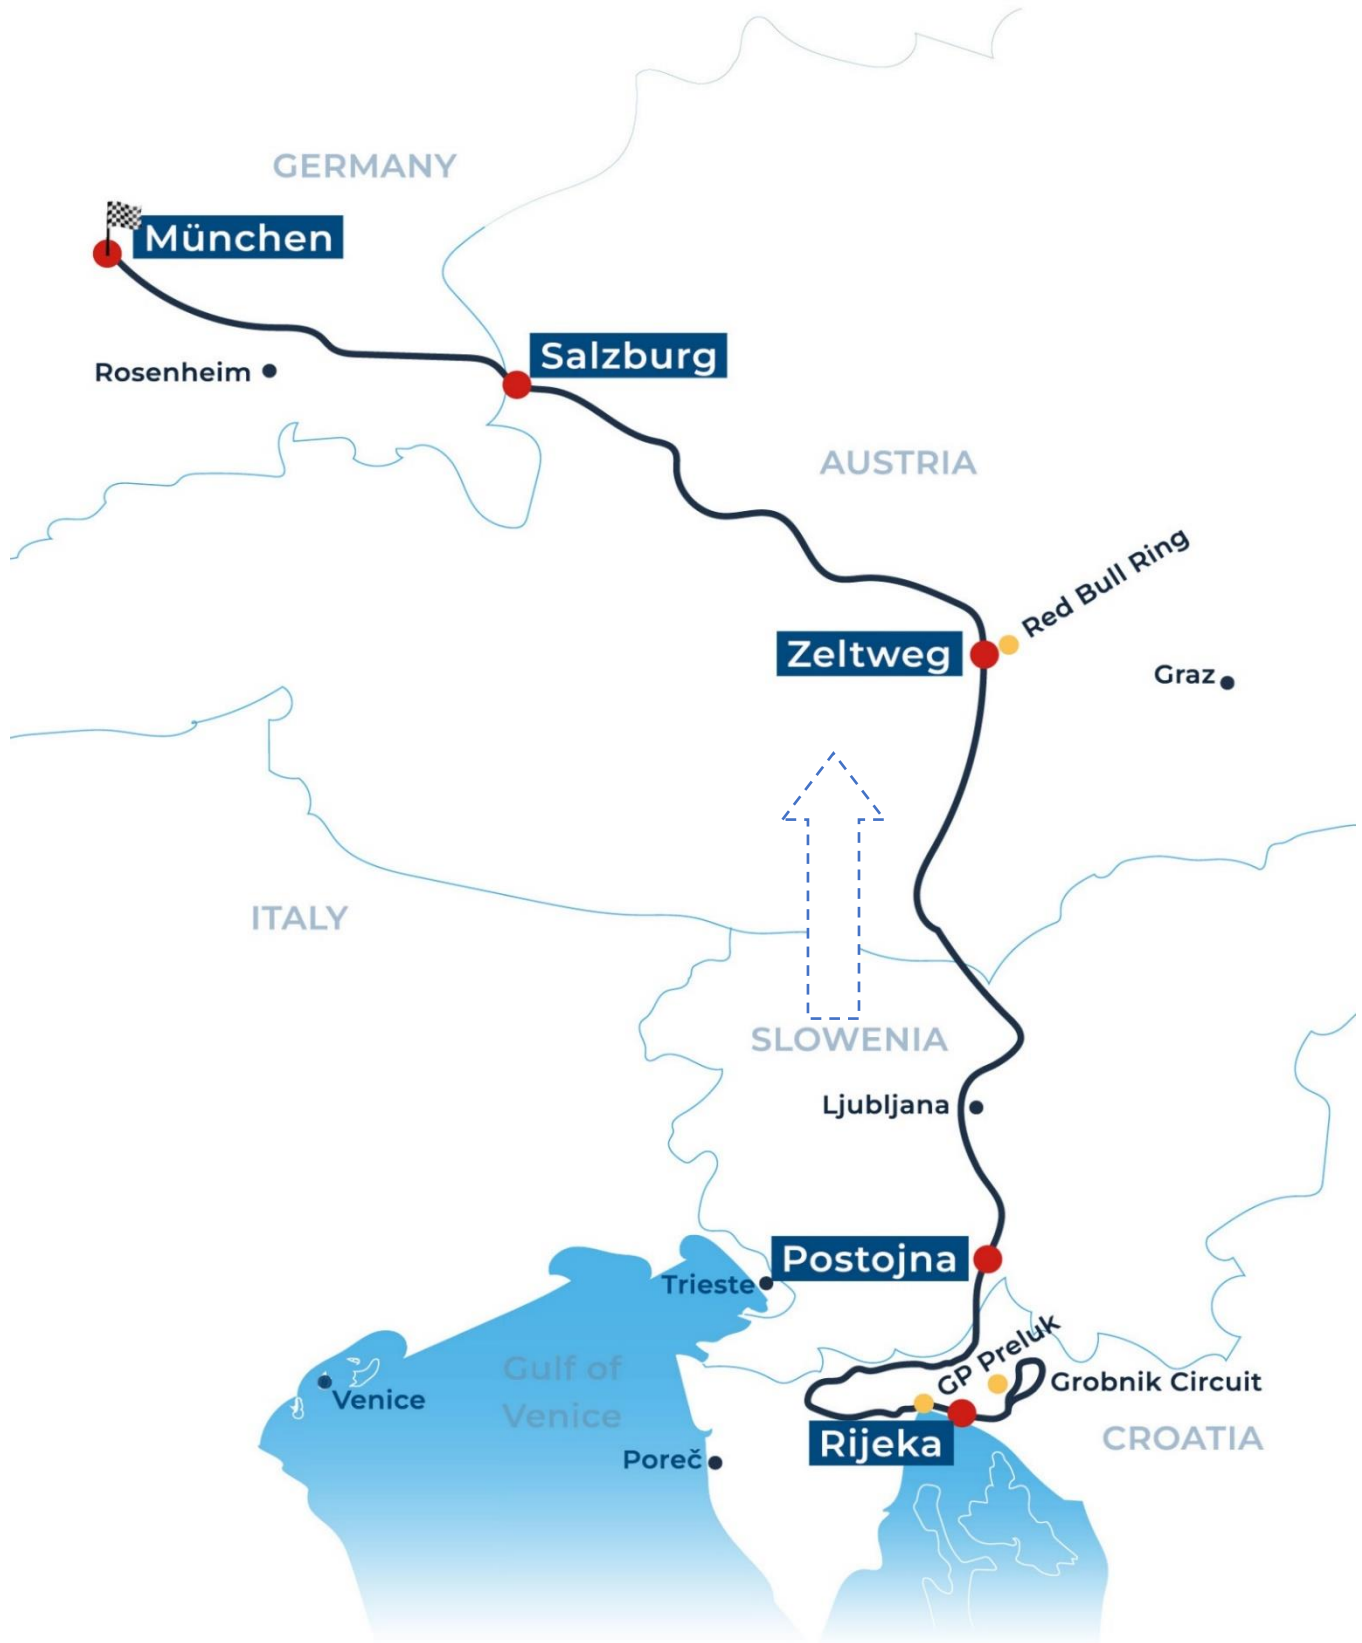 GERMANY
München
Salzburg
Rosenheim
AUSTRIA
Red Bull Ring
Zeltweg
Graz
ITALY
SLOWENIA
Ljubljana
Postojna
Trieste
GP Preluk
Gulf of
Venice
Grobnik Circuit
Venice
Rijeka
CROATIA
Poreč